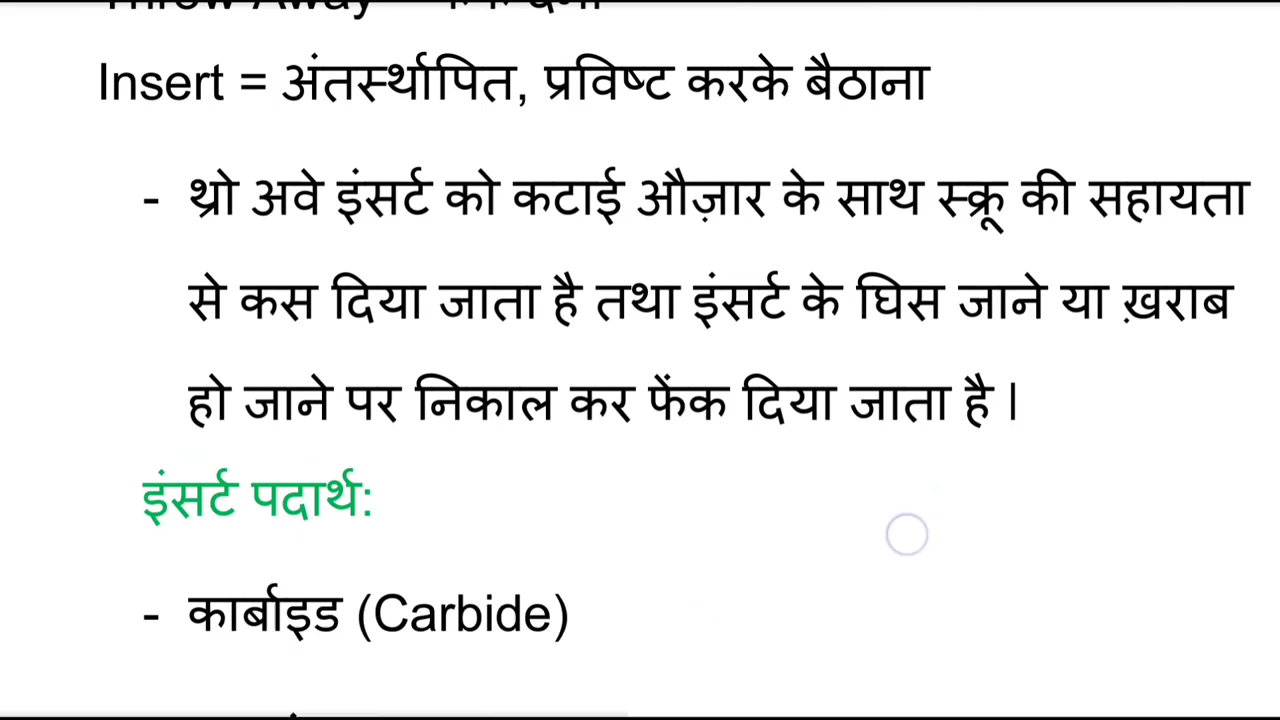 Insert = अंतर्स्थापित, प्रविष्ट करके बैठाना
- थ्रो अवे इंसर्ट को कटाई औज़ार के साथ स्क्रू की सहायता
से कस दिया जाता है तथा इंसर्ट के घिस जाने या ख़राब
हो जाने पर निकाल कर फेंक दिया जाता है |
इंसर्ट पदार्थ:
- कार्बाइड (Carbide)